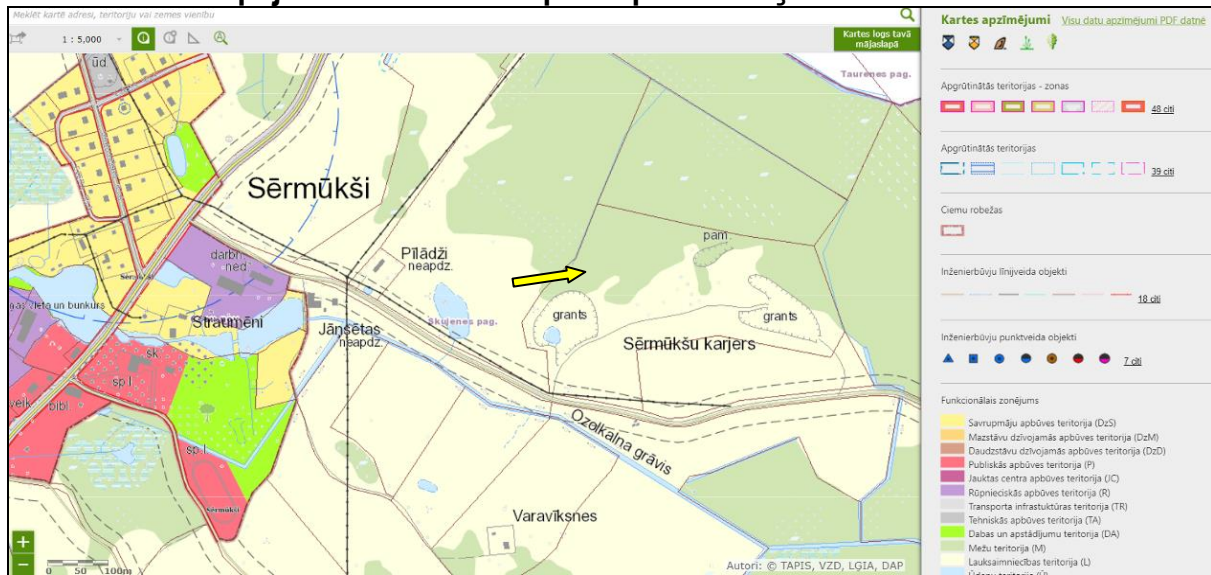 Meklēt kartē adresi, teritoriju vai zemes vienību
1 : 5,000
Kartes logs tavā
mājaslapā
Taurenes pag.
ūd
Sērmūkši
Pīlādži
neapdz.
pam.
darbn.
ned.
grants
grants
Straumēni
Skujenes pag.
Jāņsētas
neapdz.
Sērmūkšu karjers
sk
sp.l.
veik.
bibl.
sp.l.
Ozolkalna grāvis
Sērmūkši
Varavīksnes
+
−
0 50 100m
Autori: © TAPIS, VZD, LĢIA, DAP
Kartes apzīmējumi Visu datu apzīmējumi PDF datnē
Apgrūtinātās teritorijas - zonas
48 citi
Apgrūtinātās teritorijas
39 citi
Ciemu robežas
Inženierbūvju līnijveida objekti
18 citi
Inženierbūvju punktveida objekti
7 citi
Funkcionālais zonējums
Savrupmāju apbūves teritorija (DzS)
Mazstāvu dzīvojamās apbūves teritorija (DzM)
Daudzstāvu dzīvojamās apbūves teritorija (DzD)
Publiskās apbūves teritorija (P)
Jauktas centra apbūves teritorija (JC)
Rūpnieciskās apbūves teritorija (R)
Transporta infrastuktūras teritorija (TR)
Tehniskās apbūves teritorija (TA)
Dabas un apstādījumu teritorija (DA)
Mežu teritorija (M)
Lauksaimniecības teritorija (L)
Ūdeņu teritorija (Ū)